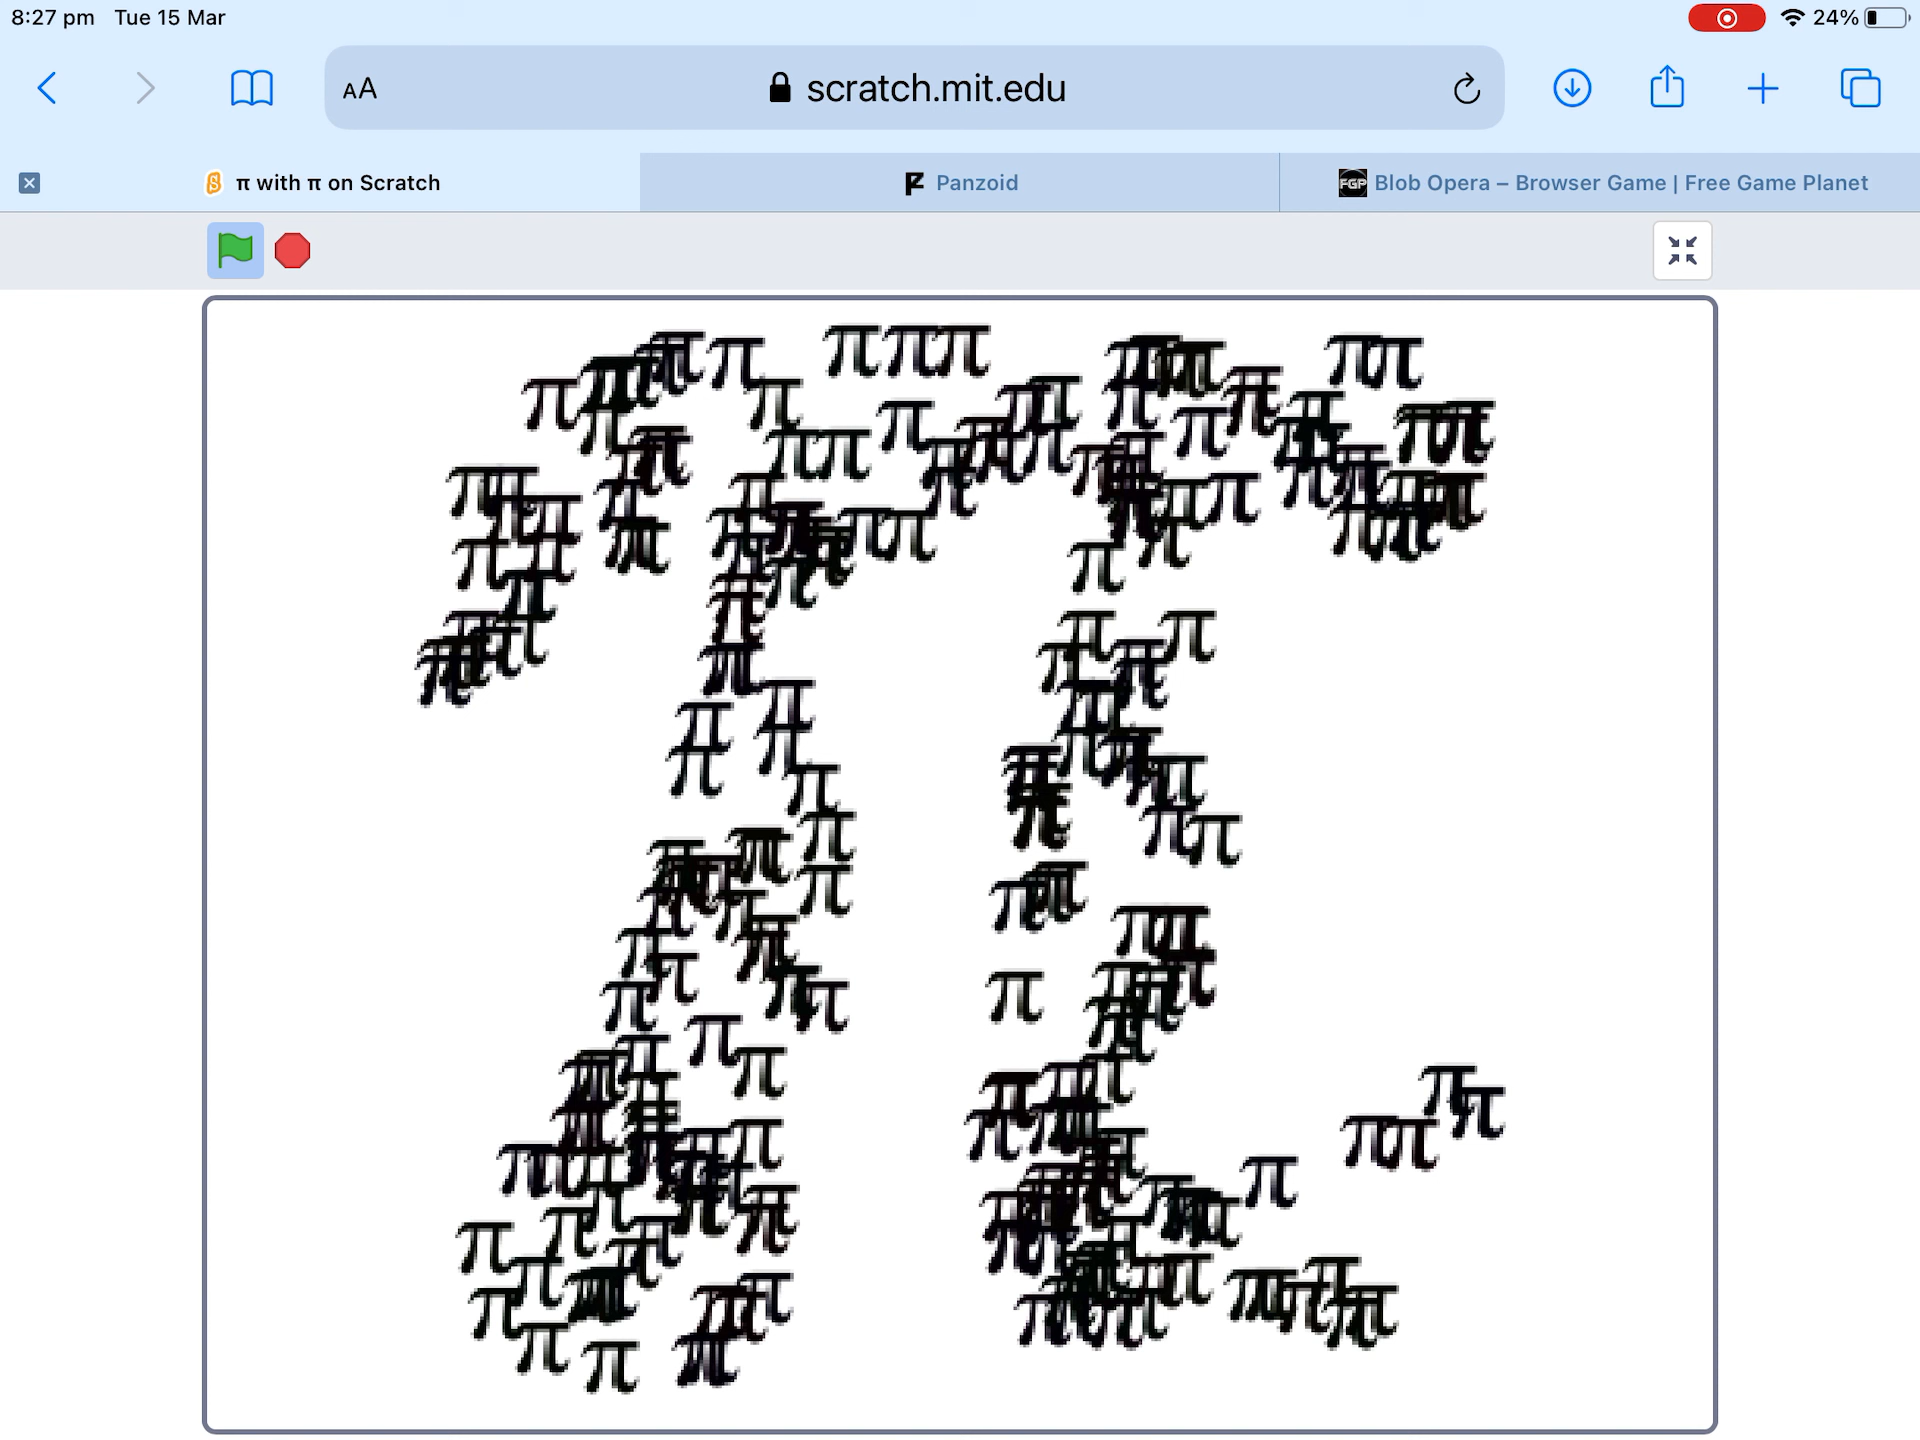 8:27 pm Tue 15 Mar 24%
AA scratch.mit.edu
π with π on Scratch Panzoid FGP Blob Opera – Browser Game | Free Game Planet
π